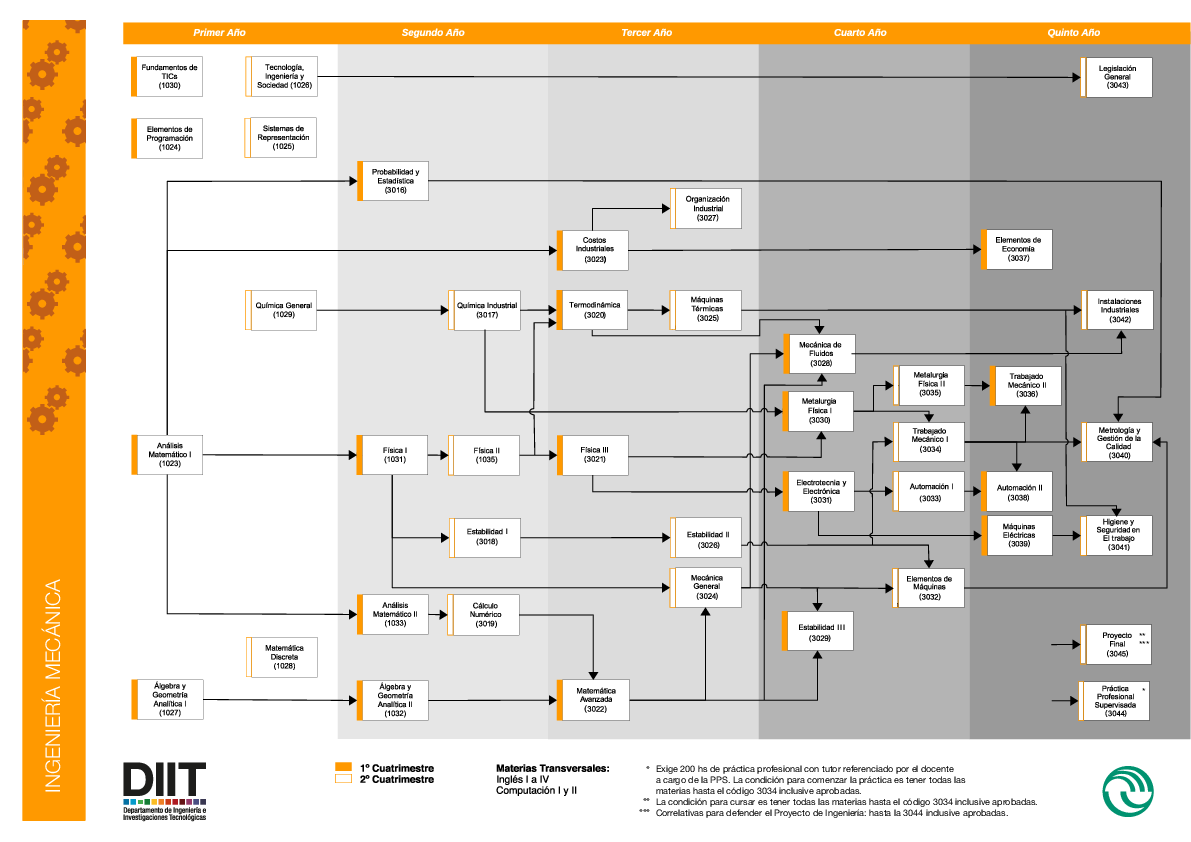 INGENIERÍA MECÁNICA
Primer Año
Segundo Año
Tercer Año
Cuarto Año
Quinto Año
Fundamentos de
TICs
(1030)
Tecnología,
Ingeniería y
Sociedad (1026)
Legislación
General
(3043)
Elementos de
Programación
(1024)
Sistemas de
Representación
(1025)
Probabilidad y
Estadística
(3016)
Organización
Industrial
(3027)
Costos
Industriales
(3023)
Elementos de
Economía
(3037)
Química General
(1029)
Química Industrial
(3017)
Termodinámica
(3020)
Máquinas
Térmicas
(3025)
Instalaciones
Industriales
(3042)
Mecánica de
Fluidos
(3028)
Metalurgia
Física II
(3035)
Trabajado
Mecánico II
(3036)
Metalurgia
Física I
(3030)
Análisis
Matemático I
(1023)
Física I
(1031)
Física II
(1035)
Física III
(3021)
Trabajado
Mecánico I
(3034)
Metrología y
Gestión de la
Calidad
(3040)
Electrotecnia y
Electrónica
(3031)
Automación I
(3033)
Automación II
(3038)
Estabilidad I
(3018)
Estabilidad II
(3026)
Máquinas
Eléctricas
(3039)
Higiene y
Seguridad en
El trabajo
(3041)
Mecánica
General
(3024)
Elementos de
Máquinas
(3032)
Análisis
Matemático II
(1033)
Cálculo
Numérico
(3019)
Estabilidad III
(3029)
Proyecto **
Final ***
(3045)
Matemática
Discreta
(1028)
Álgebra y
Geometría
Analítica I
(1027)
Álgebra y
Geometría
Analítica II
(1032)
Matemática
Avanzada
(3022)
Práctica *
Profesional
Supervisada
(3044)
DIIT
Departamento de Ingeniería e
Investigaciones Tecnológicas
1º Cuatrimestre
2º Cuatrimestre
Materias Transversales:
Inglés I a IV
Computación I y II
* Exige 200 hs de práctica profesional con tutor referenciado por el docente
a cargo de la PPS. La condición para comenzar la práctica es tener todas las
materias hasta el código 3034 inclusive aprobadas.
** La condición para cursar es tener todas las materias hasta el código 3034 inclusive aprobadas.
*** Correlativas para defender el Proyecto de Ingeniería: hasta la 3044 inclusive aprobadas.